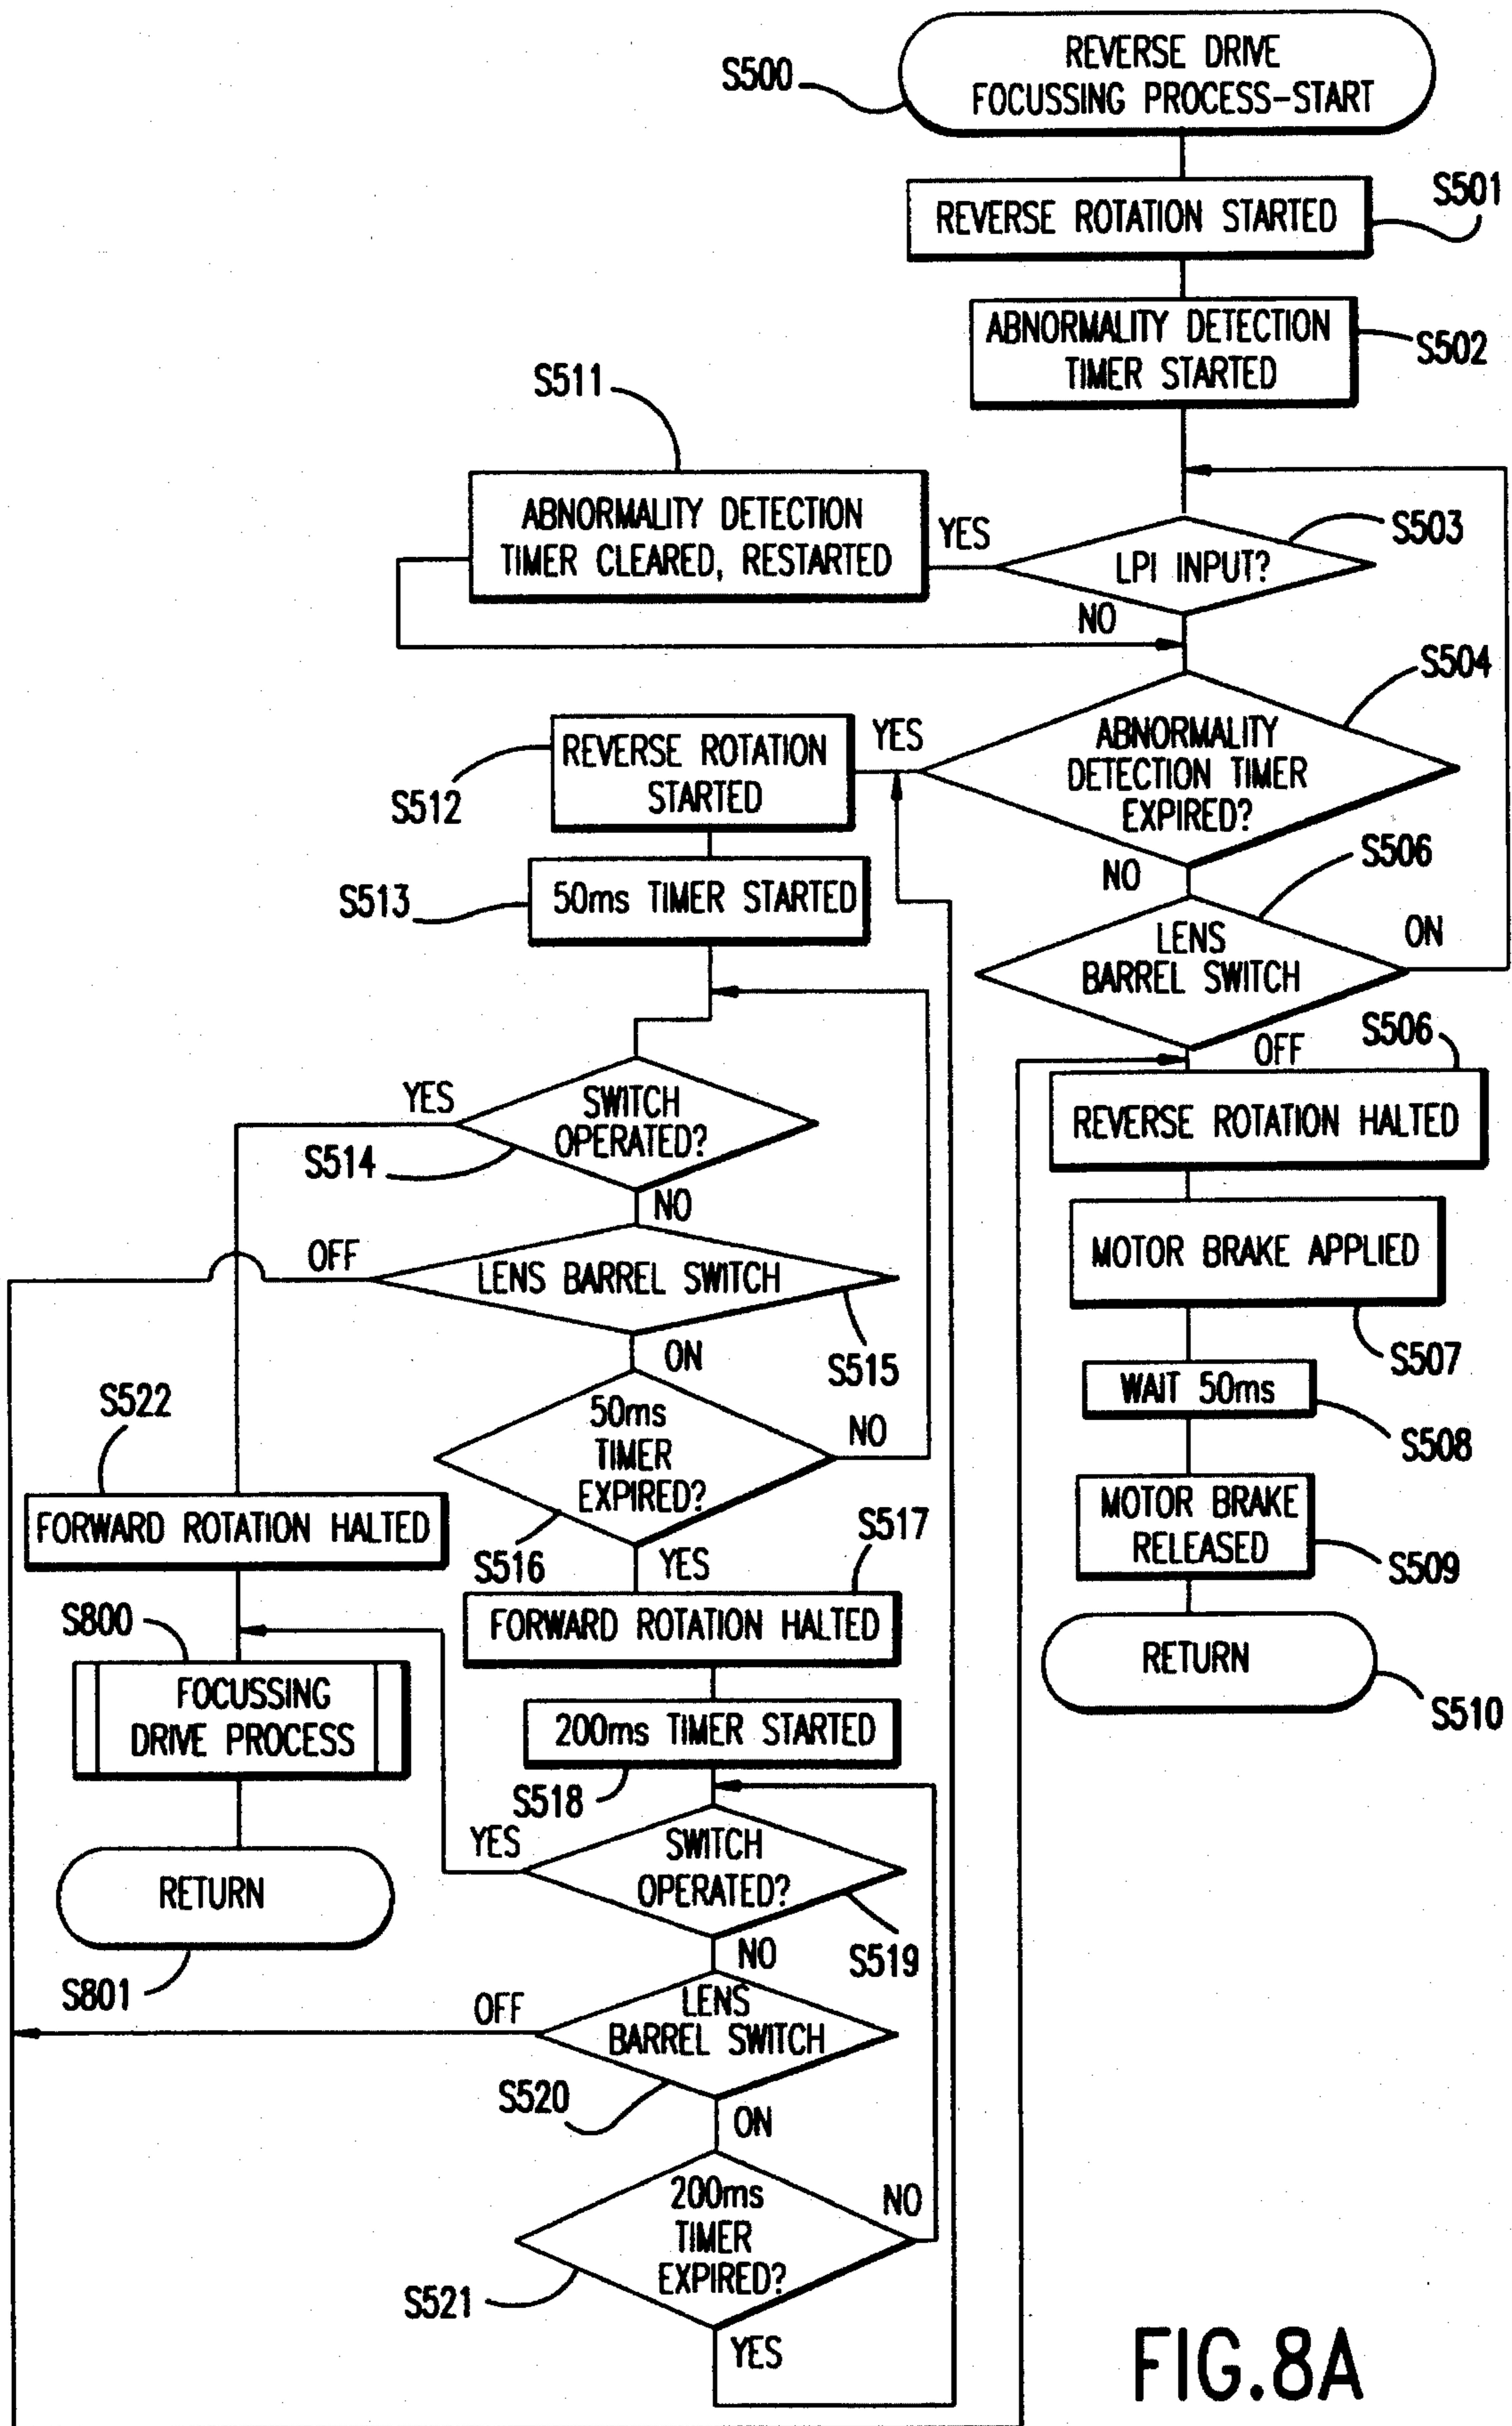 S500
REVERSE DRIVE
FOCUSSING PROCESS-START
S501
REVERSE ROTATION STARTED
ABNORMALITY DETECTION
TIMER STARTED
S502
S511
ABNORMALITY DETECTION
TIMER CLEARED, RESTARTED
YES
LPI INPUT?
S503
NO
S504
REVERSE ROTATION
STARTED
S512
YES
ABNORMALITY
DETECTION TIMER
EXPIRED?
NO
S506
S513
50ms TIMER STARTED
LENS
BARREL SWITCH
ON
OFF
S506
REVERSE ROTATION HALTED
YES
SWITCH
OPERATED?
S514
NO
OFF
LENS BARREL SWITCH
S515
ON
MOTOR BRAKE APPLIED
S507
WAIT 50ms
S508
S522
50ms
TIMER
EXPIRED?
NO
S516
YES
FORWARD ROTATION HALTED
S517
MOTOR BRAKE
RELEASED
S509
FORWARD ROTATION HALTED
S800
FOCUSSING
DRIVE PROCESS
RETURN
S510
200ms TIMER STARTED
S518
YES
SWITCH
OPERATED?
S519
NO
RETURN
S801
OFF
LENS
BARREL SWITCH
S520
ON
200ms
TIMER
EXPIRED?
NO
S521
YES
FIG.8A